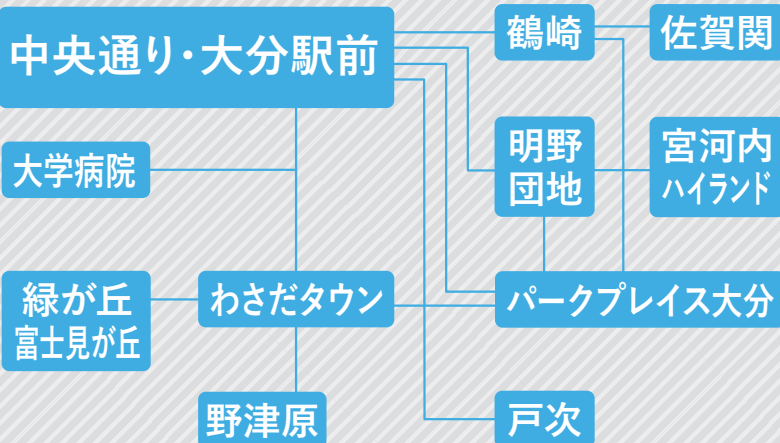 中央通り・大分駅前
鶴崎
佐賀関
大学病院
明野
団地
宮河内
ハイランド
緑が丘
富士見が丘
わさだタウン
パークプレイス大分
野津原
戸次